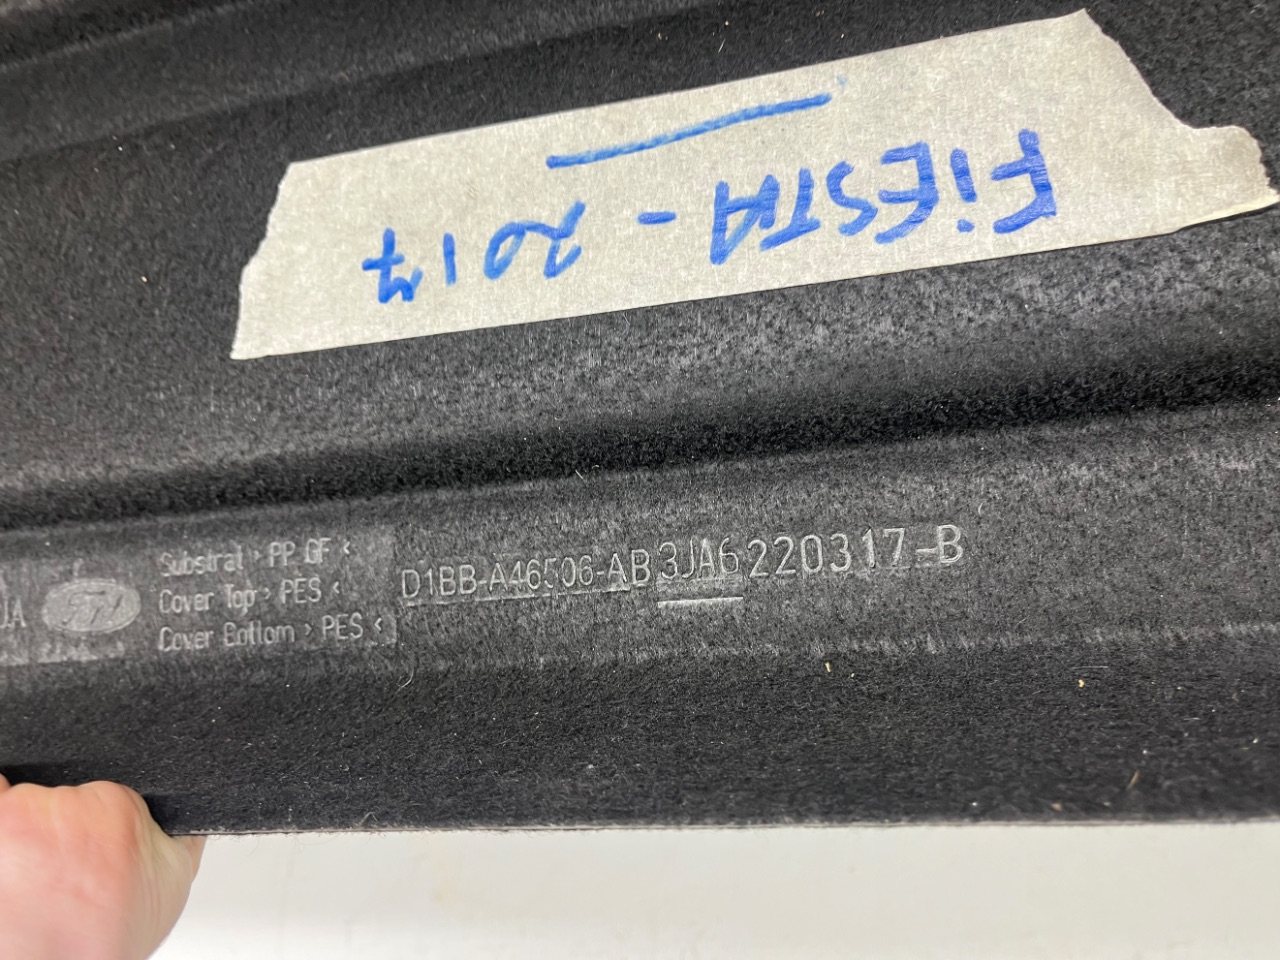 FiESTA - 2017
Substrat > PP GF <
Cover Top > PES <
Cover Bottom > PES <
D1BB-A46506-AB 3JA6 220317-B